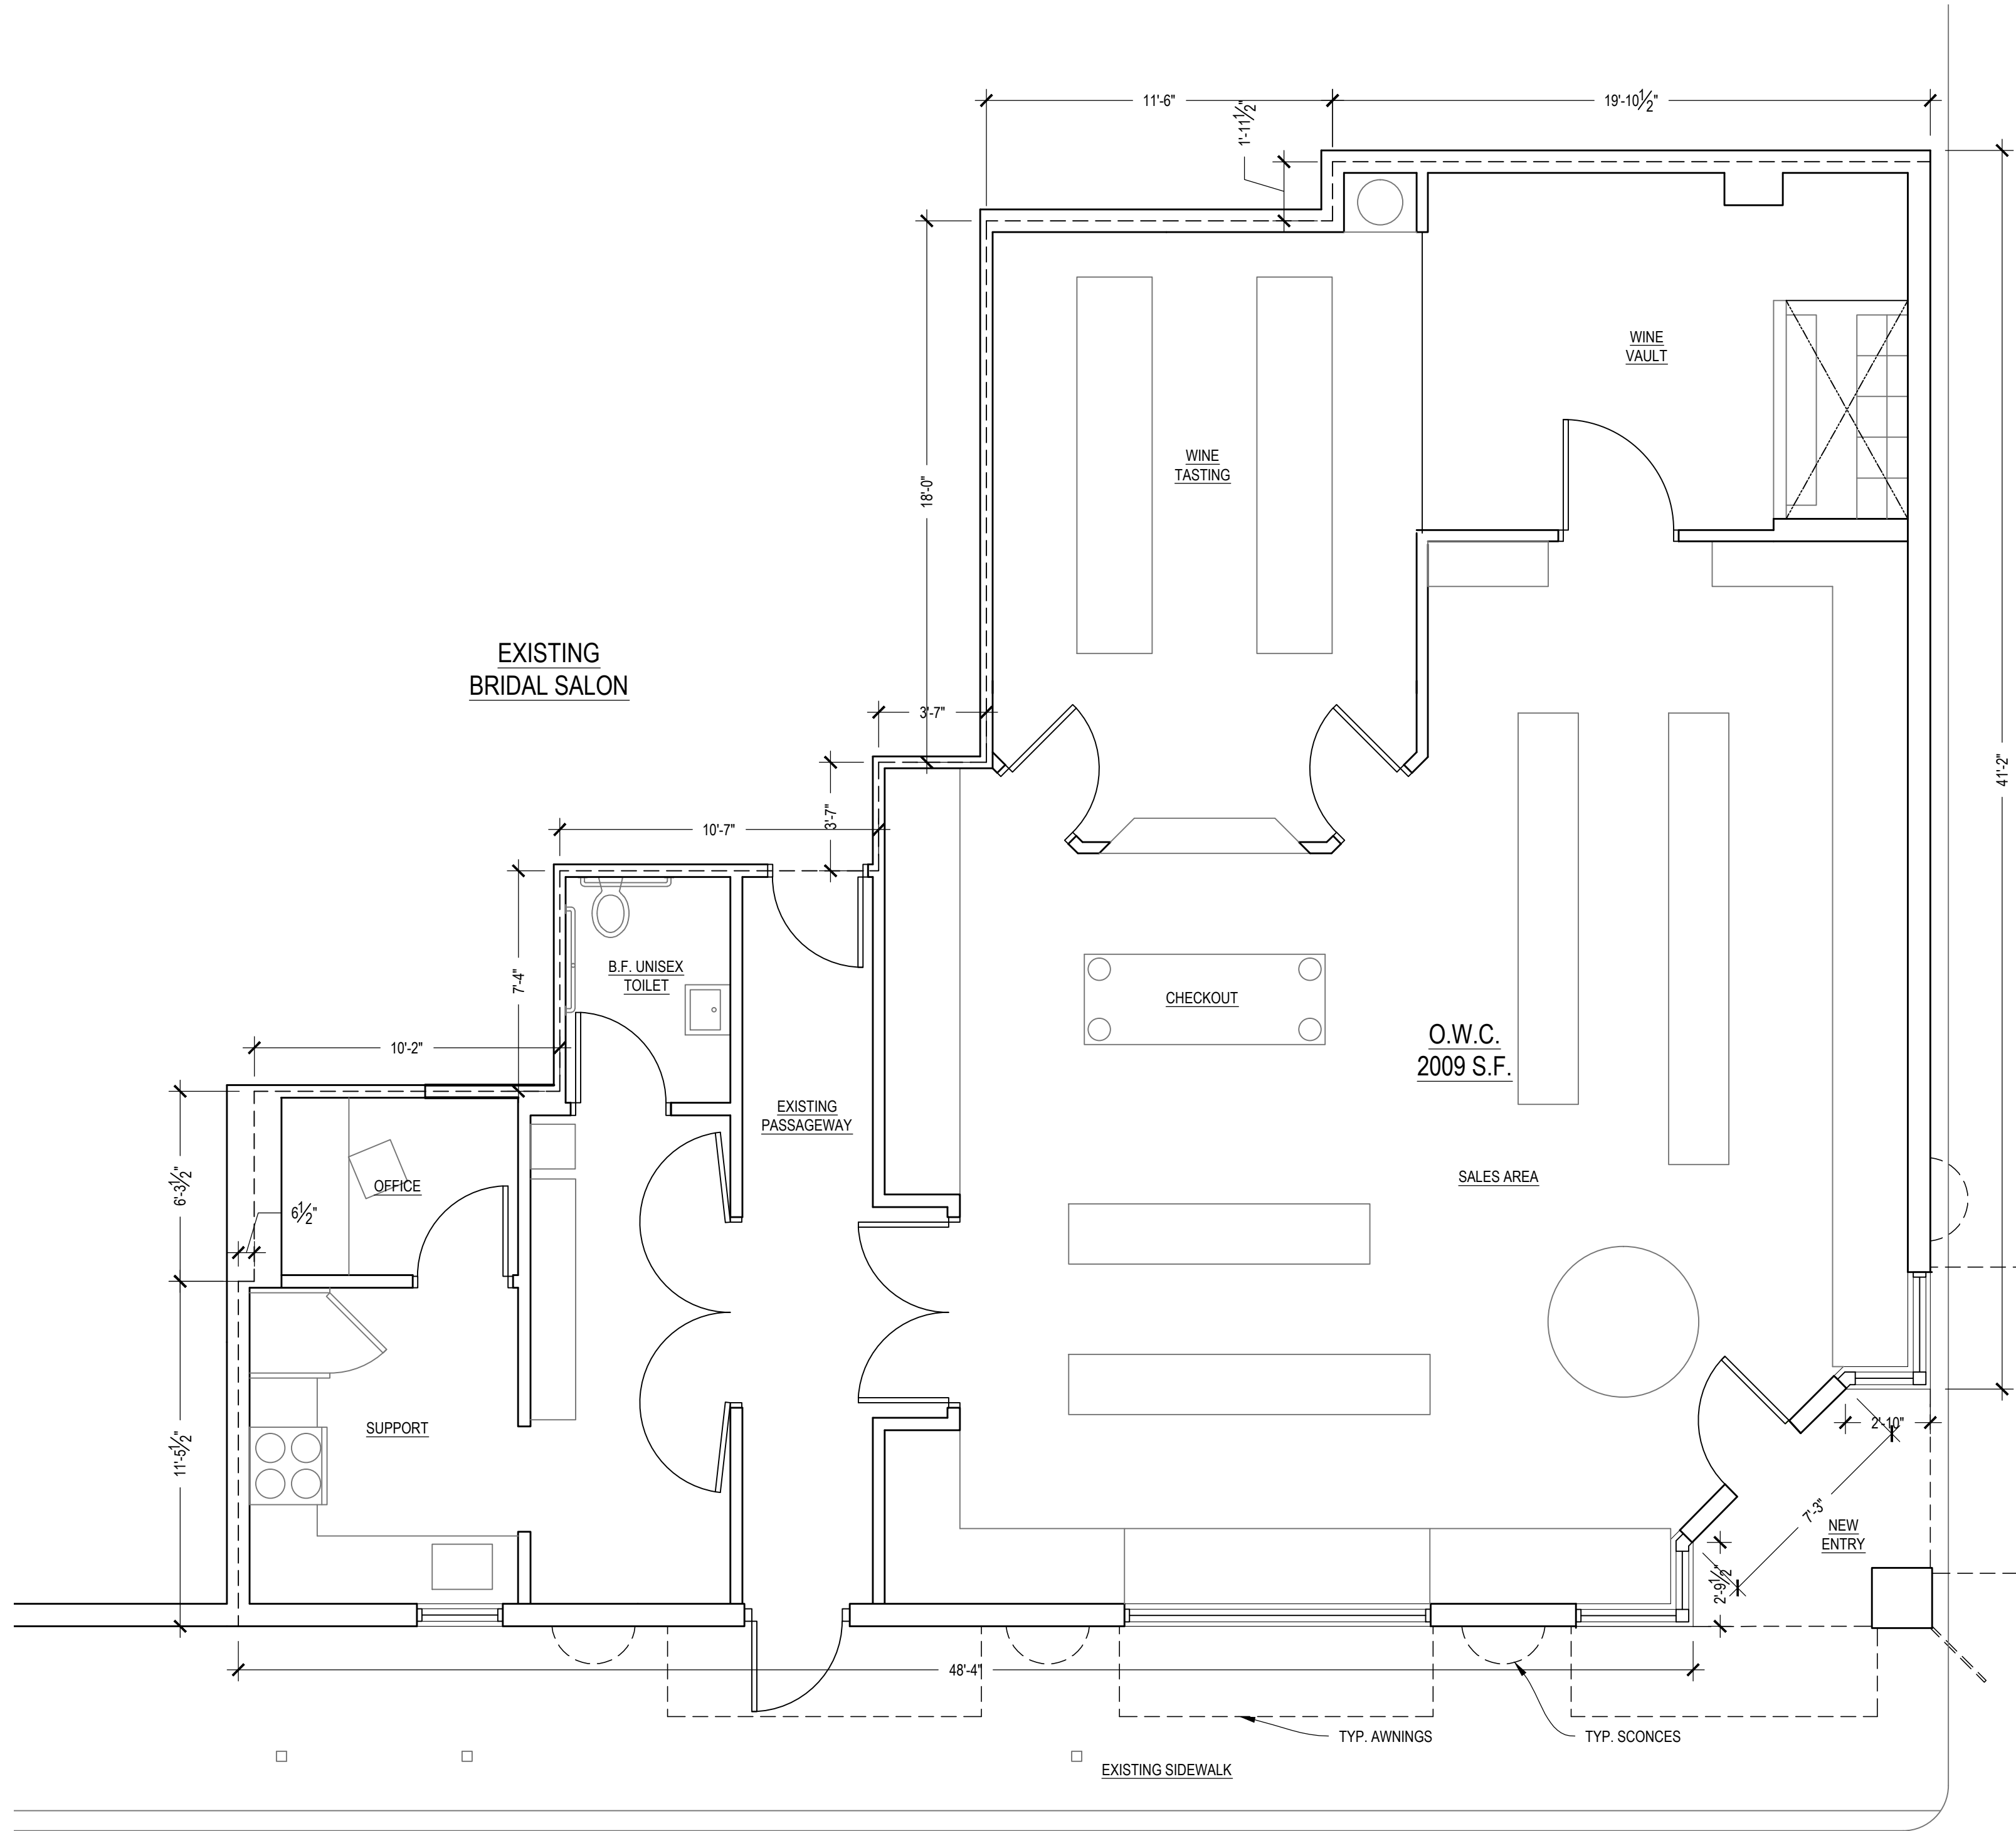 11'-6"
19'-10½"
1'-11½"
WINE
VAULT
WINE
TASTING
18'-0"
EXISTING
BRIDAL SALON
3'-7"
41'-2"
3'-7"
10'-7"
B.F. UNISEX
TOILET
7'-4"
CHECKOUT
O.W.C.
2009 S.F.
10'-2"
EXISTING
PASSAGEWAY
SALES AREA
OFFICE
6'-3½"
6½"
SUPPORT
11'-5½"
2'-10"
7'-3"
NEW
ENTRY
2'-9½"
48'-4"
TYP. AWNINGS
TYP. SCONCES
EXISTING SIDEWALK